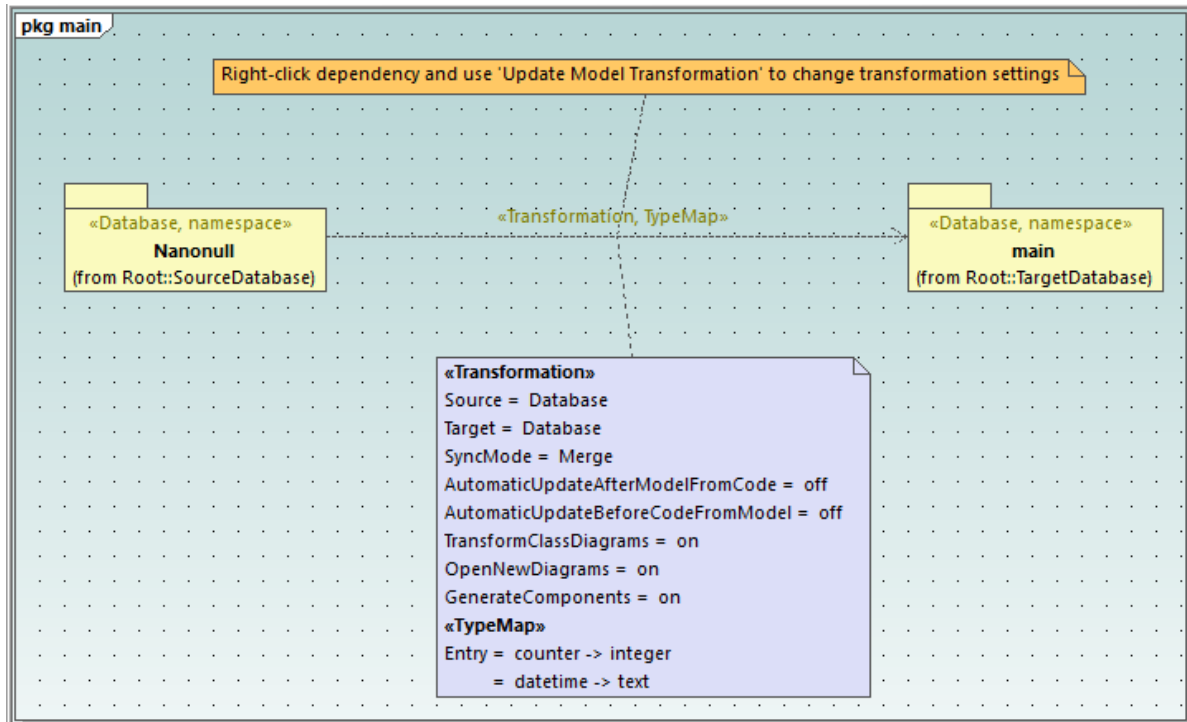 pkg main
Right-click dependency and use 'Update Model Transformation' to change transformation settings
«Transformation, TypeMap»
«Database, namespace»
Nanonull
(from Root::SourceDatabase)
«Database, namespace»
main
(from Root::TargetDatabase)
«Transformation»
Source = Database
Target = Database
SyncMode = Merge
AutomaticUpdateAfterModelFromCode = off
AutomaticUpdateBeforeCodeFromModel = off
TransformClassDiagrams = on
OpenNewDiagrams = on
GenerateComponents = on
«TypeMap»
Entry = counter -> integer
= datetime -> text